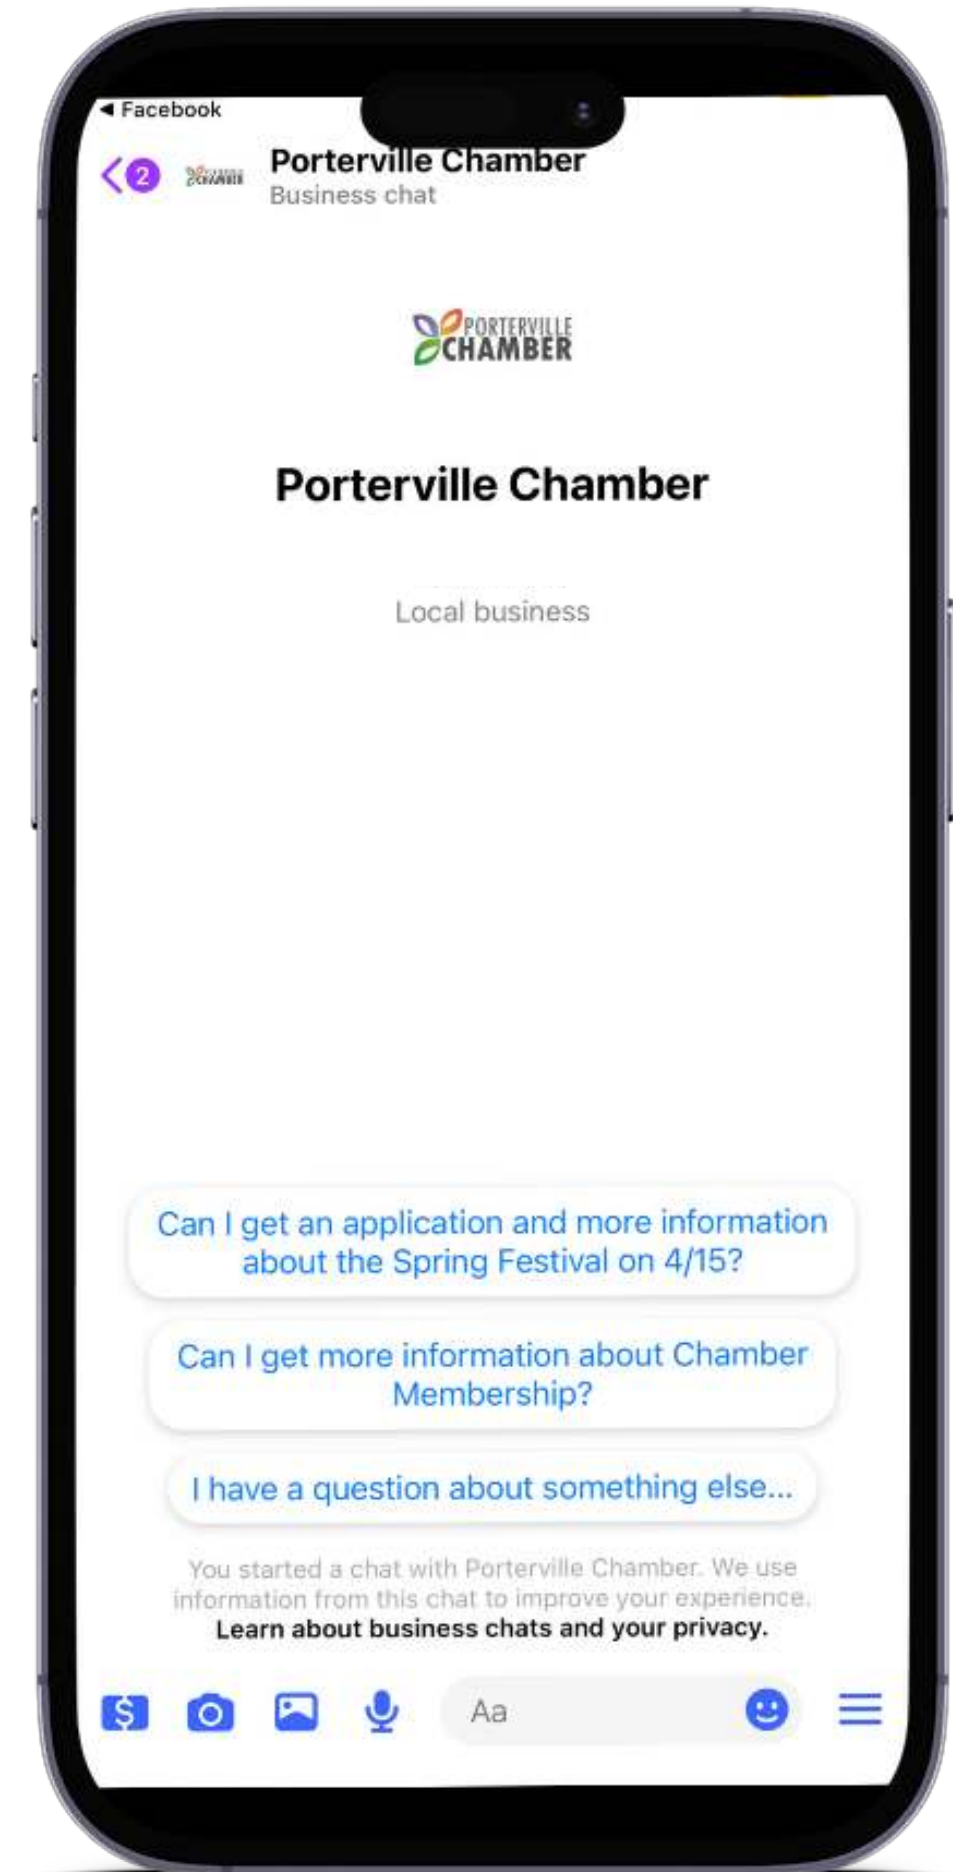 ◄ Facebook
2
PORTERVILLE
CHAMBER
Porterville Chamber
Business chat
PORTERVILLE
CHAMBER
Porterville Chamber
Local business
Can I get an application and more information
about the Spring Festival on 4/15?
Can I get more information about Chamber
Membership?
I have a question about something else...
You started a chat with Porterville Chamber. We use
information from this chat to improve your experience.
Learn about business chats and your privacy.
$
Aa